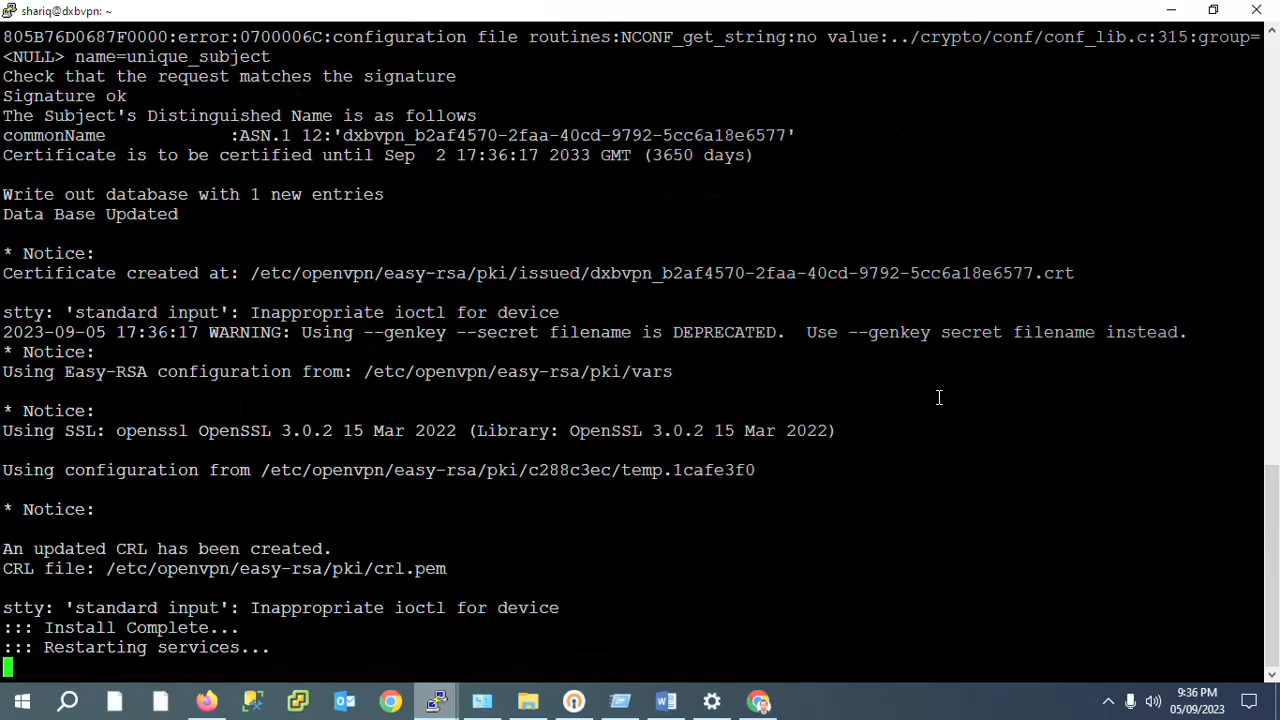 shariq@dxbvpn: ~
805B76D0687F0000:error:0700006C:configuration file routines:NCONF_get_string:no value:../crypto/conf/conf_lib.c:315:group=
<NULL> name=unique_subject
Check that the request matches the signature
Signature ok
The Subject's Distinguished Name is as follows
commonName            :ASN.1 12:'dxbvpn_b2af4570-2faa-40cd-9792-5cc6a18e6577'
Certificate is to be certified until Sep  2 17:36:17 2033 GMT (3650 days)
Write out database with 1 new entries
Data Base Updated
* Notice:
Certificate created at: /etc/openvpn/easy-rsa/pki/issued/dxbvpn_b2af4570-2faa-40cd-9792-5cc6a18e6577.crt
stty: 'standard input': Inappropriate ioctl for device
2023-09-05 17:36:17 WARNING: Using --genkey --secret filename is DEPRECATED.  Use --genkey secret filename instead.
* Notice:
Using Easy-RSA configuration from: /etc/openvpn/easy-rsa/pki/vars
* Notice:
Using SSL: openssl OpenSSL 3.0.2 15 Mar 2022 (Library: OpenSSL 3.0.2 15 Mar 2022)
Using configuration from /etc/openvpn/easy-rsa/pki/c288c3ec/temp.1cafe3f0
* Notice:
An updated CRL has been created.
CRL file: /etc/openvpn/easy-rsa/pki/crl.pem
stty: 'standard input': Inappropriate ioctl for device
::: Install Complete...
::: Restarting services...
9:36 PM
05/09/2023